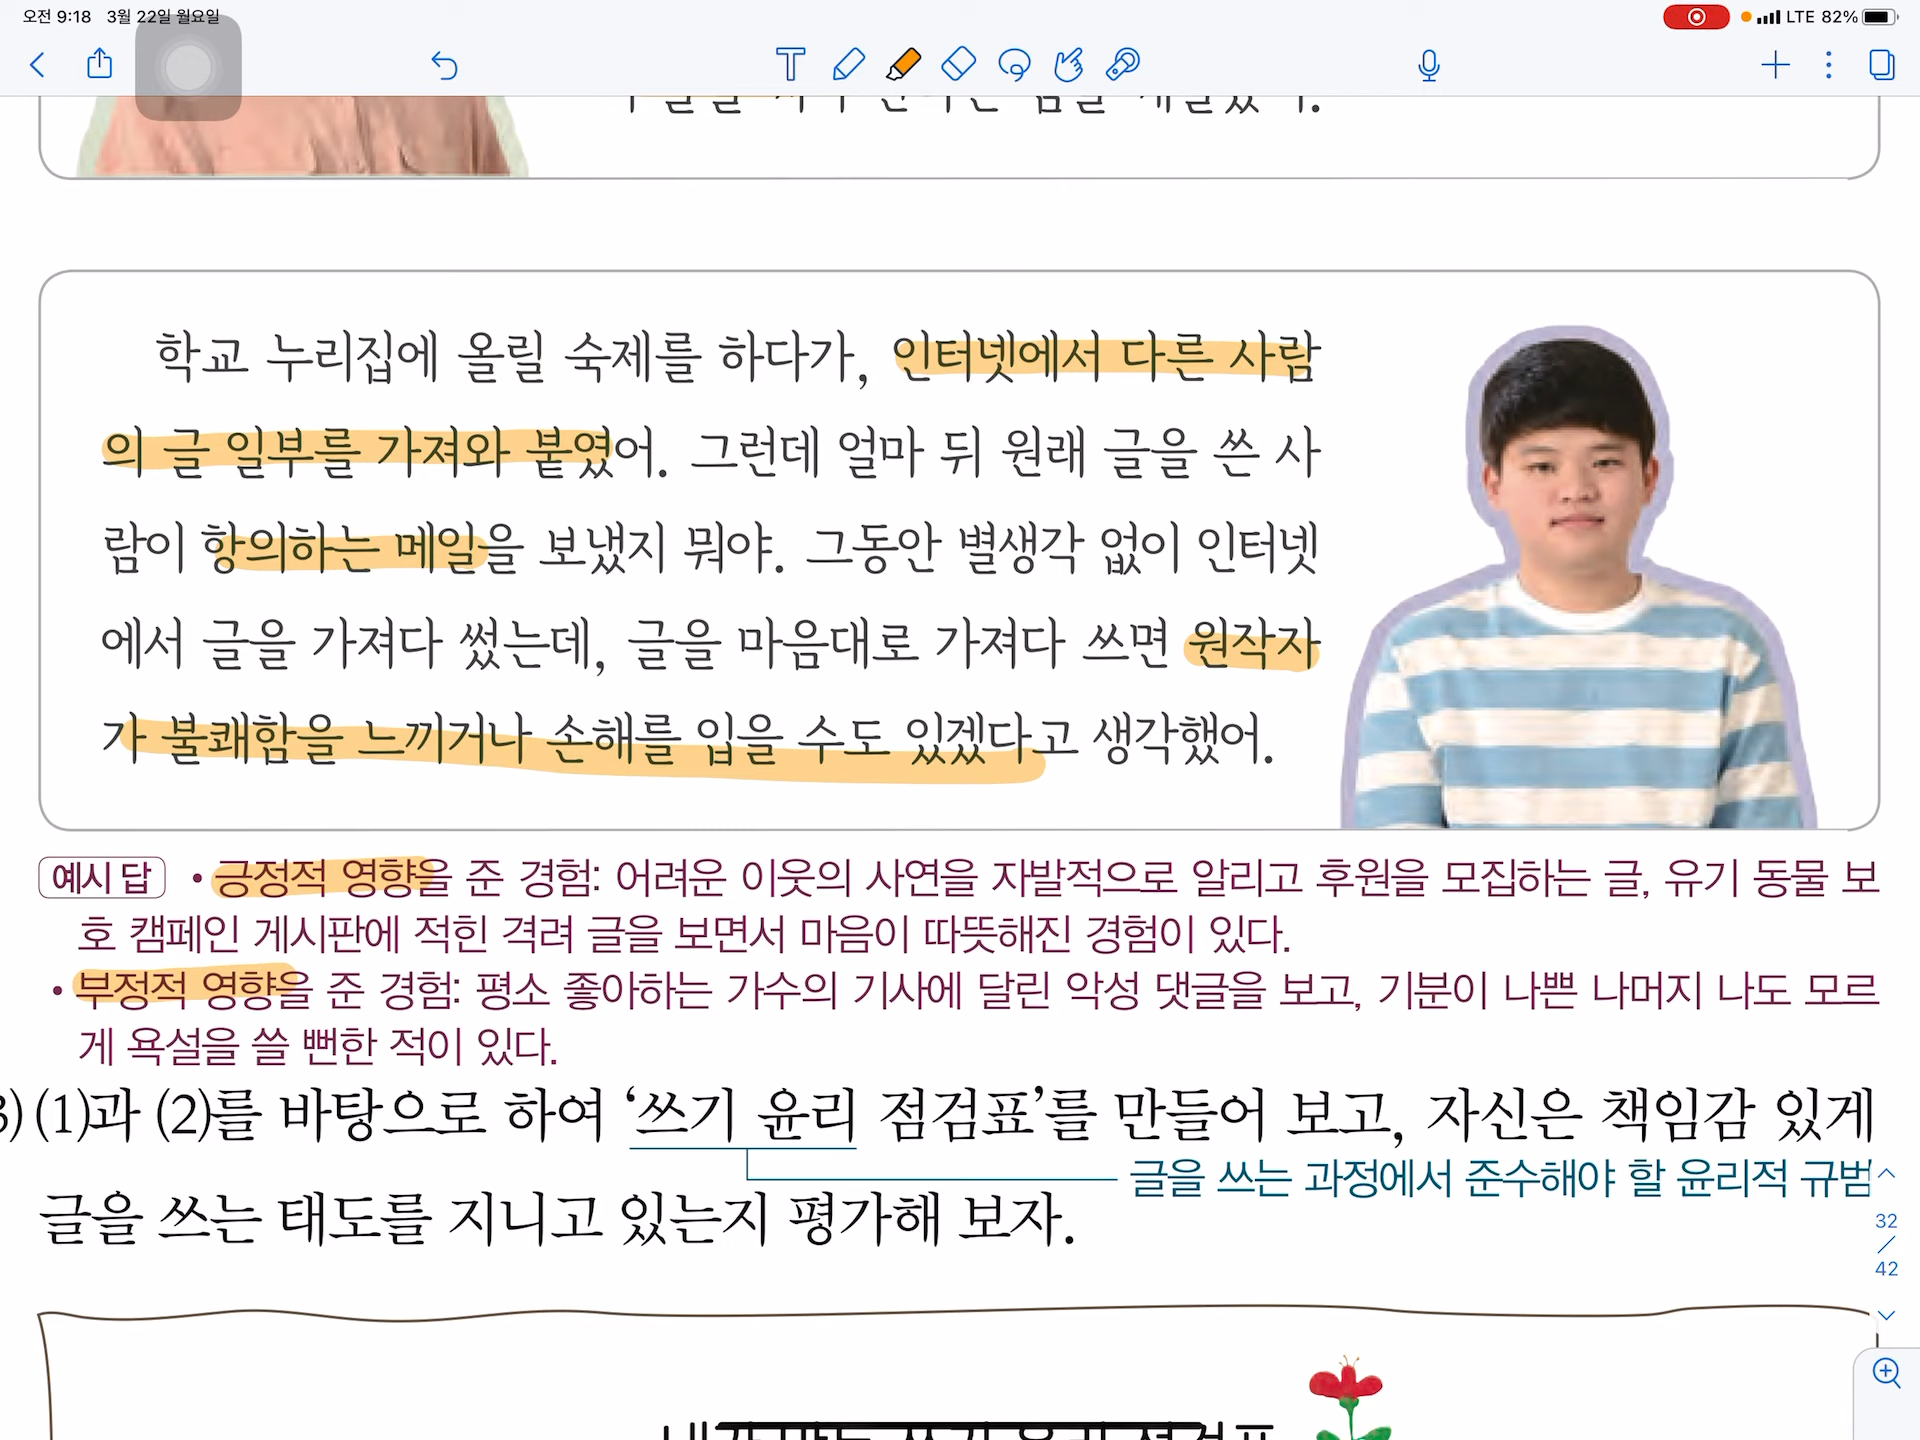 오전 9:18 3월 22일 월요일
LTE 82%
학교 누리집에 올릴 숙제를 하다가, 인터넷에서 다른 사람
의 글 일부를 가져와 붙였어. 그런데 얼마 뒤 원래 글을 쓴 사
람이 항의하는 메일을 보냈지 뭐야. 그동안 별생각 없이 인터넷
에서 글을 가져다 썼는데, 글을 마음대로 가져다 쓰면 원작자
가 불쾌함을 느끼거나 손해를 입을 수도 있겠다고 생각했어.
예시 답 • 긍정적 영향을 준 경험: 어려운 이웃의 사연을 자발적으로 알리고 후원을 모집하는 글, 유기 동물 보
호 캠페인 게시판에 적힌 격려 글을 보면서 마음이 따뜻해진 경험이 있다.
• 부정적 영향을 준 경험: 평소 좋아하는 가수의 기사에 달린 악성 댓글을 보고, 기분이 나쁜 나머지 나도 모르
게 욕설을 쓸 뻔한 적이 있다.
3) (1)과 (2)를 바탕으로 하여 ‘쓰기 윤리 점검표’를 만들어 보고, 자신은 책임감 있게
글을 쓰는 과정에서 준수해야 할 윤리적 규범
글을 쓰는 태도를 지니고 있는지 평가해 보자.
32
/
42